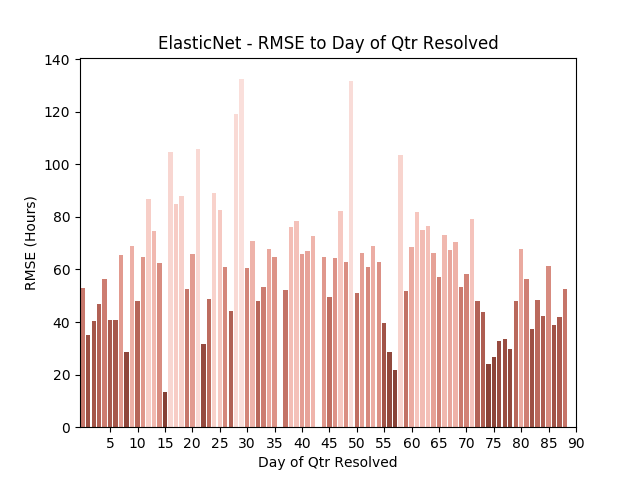 ElasticNet - RMSE to Day of Qtr Resolved
140
120
100
80
60
40
20
0
RMSE (Hours)
5 10 15 20 25 30 35 40 45 50 55 60 65 70 75 80 85 90
Day of Qtr Resolved